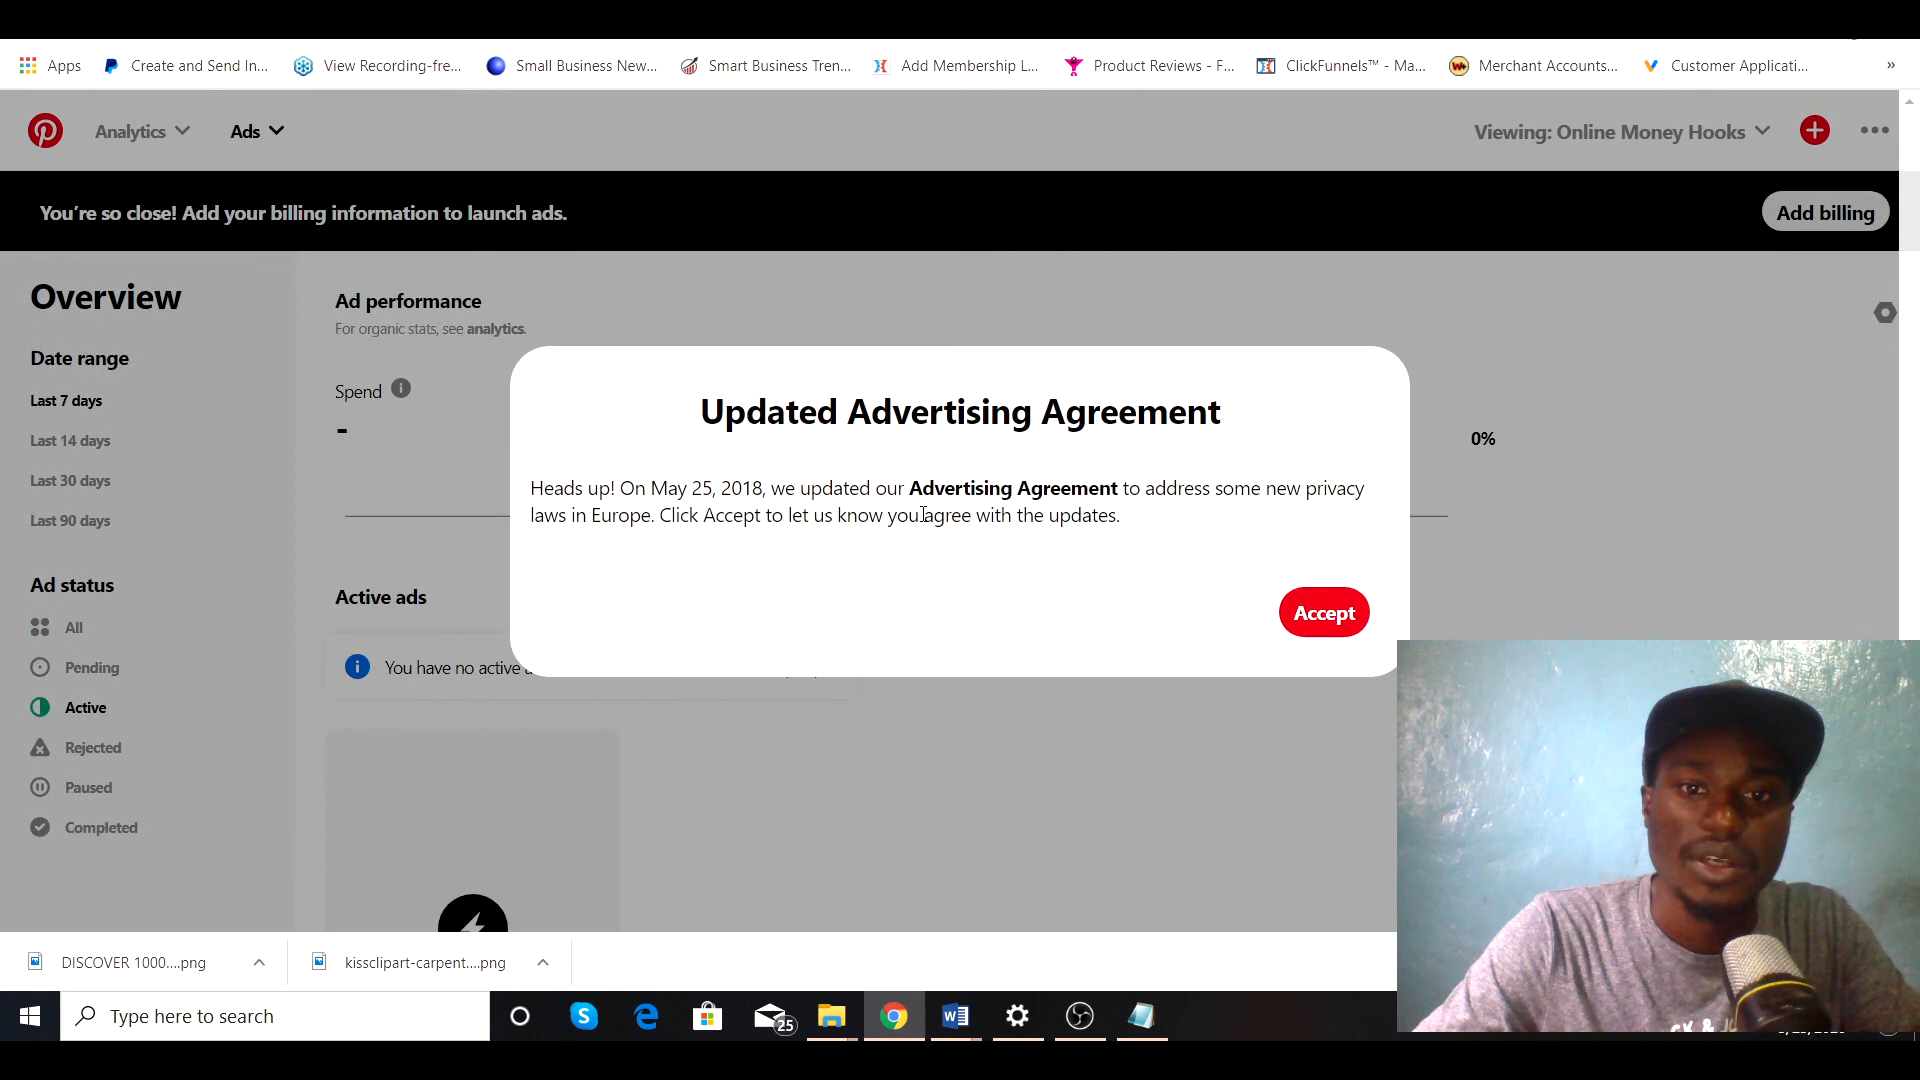 Apps
Create and Send In...
View Recording-fre...
Small Business New...
Smart Business Tren...
Add Membership L...
Product Reviews - F...
ClickFunnels™ - Ma...
Merchant Accounts...
Customer Applicati...
»
Analytics
Ads
Viewing: Online Money Hooks
You're so close! Add your billing information to launch ads.
Add billing
Overview
Date range
Last 7 days
Last 14 days
Last 30 days
Last 90 days
Ad status
All
Pending
Active
Rejected
Paused
Completed
Ad performance
For organic stats, see analytics.
Spend
-
0%
Active ads
You have no active
Updated Advertising Agreement
Heads up! On May 25, 2018, we updated our Advertising Agreement to address some new privacy
laws in Europe. Click Accept to let us know you agree with the updates.
Accept
DISCOVER 1000....png
kissclipart-carpent....png
Type here to search
25